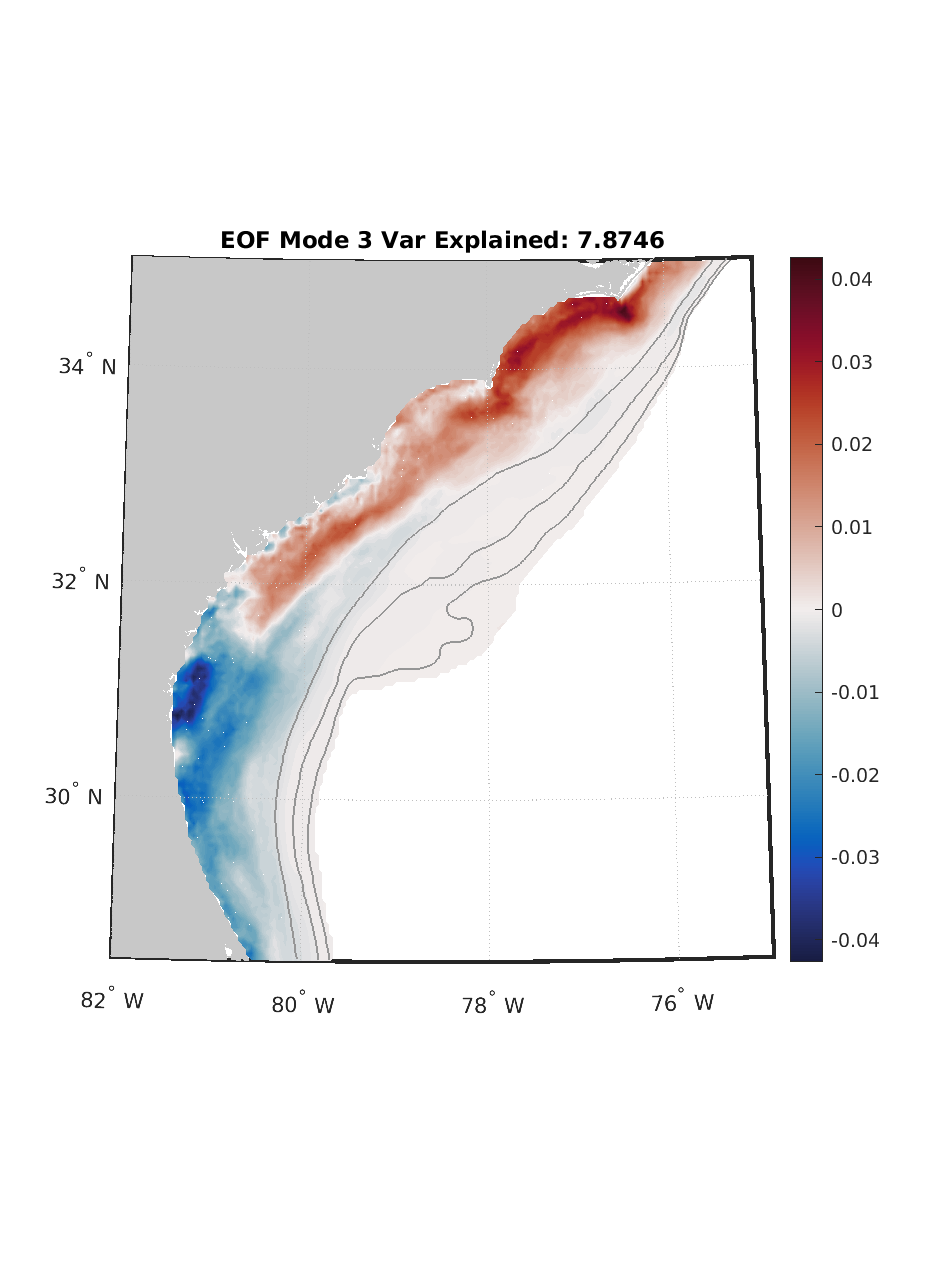 EOF Mode 3 Var Explained: 7.8746
34° N
32° N
30° N
82° W
80° W
78° W
76° W
0.04
0.03
0.02
0.01
0
-0.01
-0.02
-0.03
-0.04